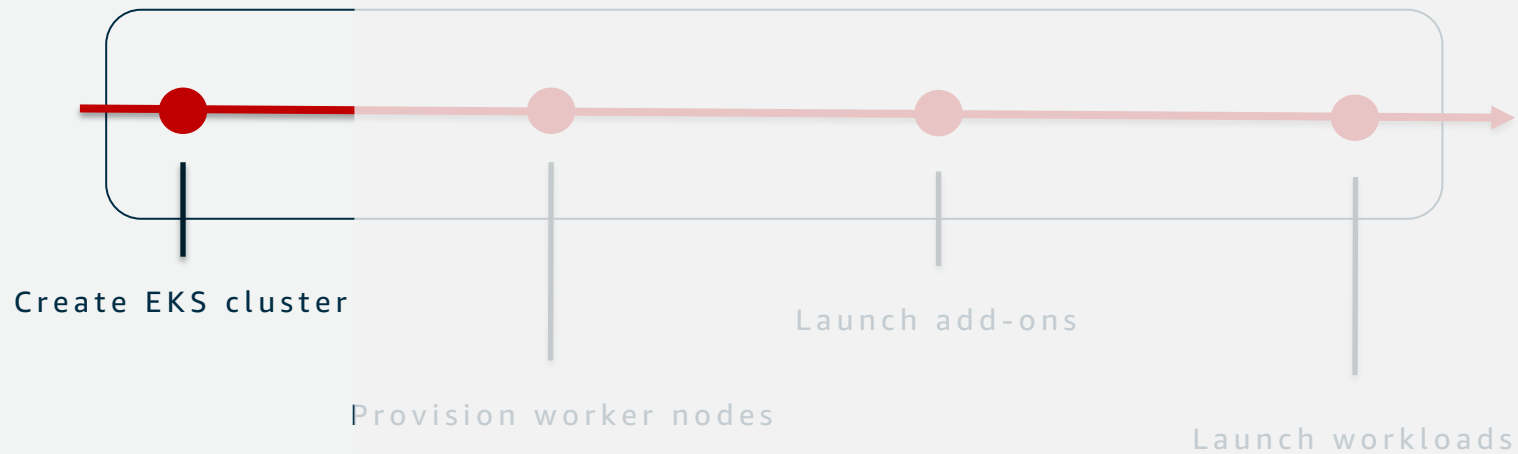 Create EKS cluster
Launch add-ons
Provision worker nodes
Launch workloads